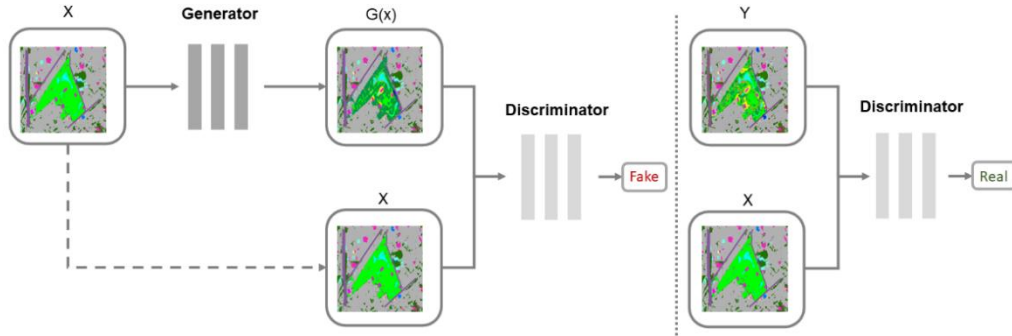 X
Generator
G(x)
Discriminator
Fake
X
Y
Discriminator
Real
X